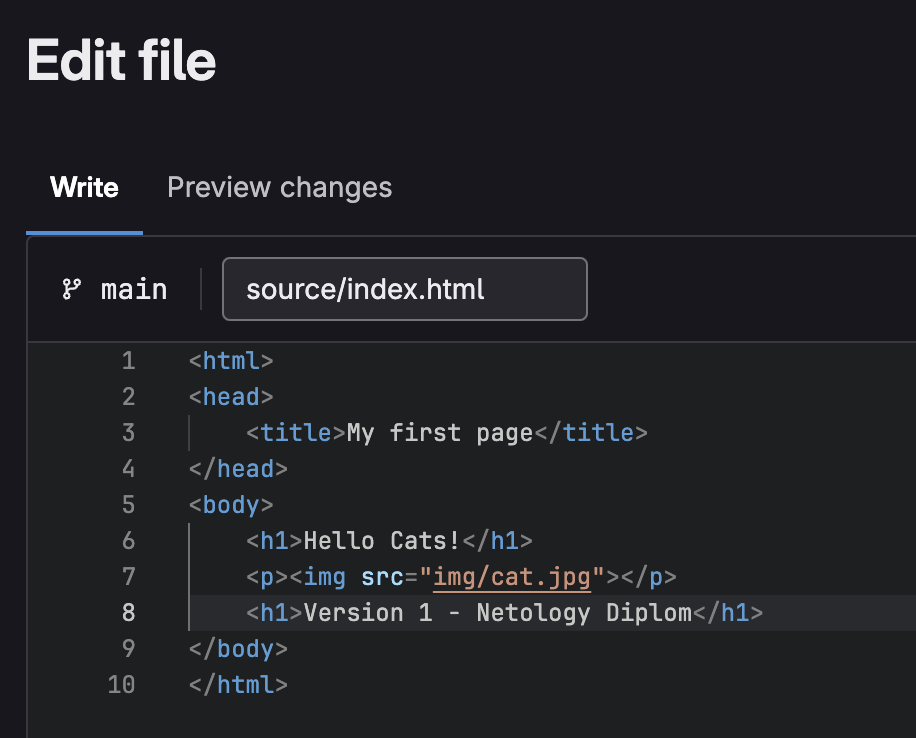 Edit file
Write Preview changes
main source/index.html
1 <html>
2 <head>
3     <title>My first page</title>
4 </head>
5 <body>
6     <h1>Hello Cats!</h1>
7     <p><img src="img/cat.jpg"></p>
8     <h1>Version 1 - Netology Diplom</h1>
9 </body>
10 </html>